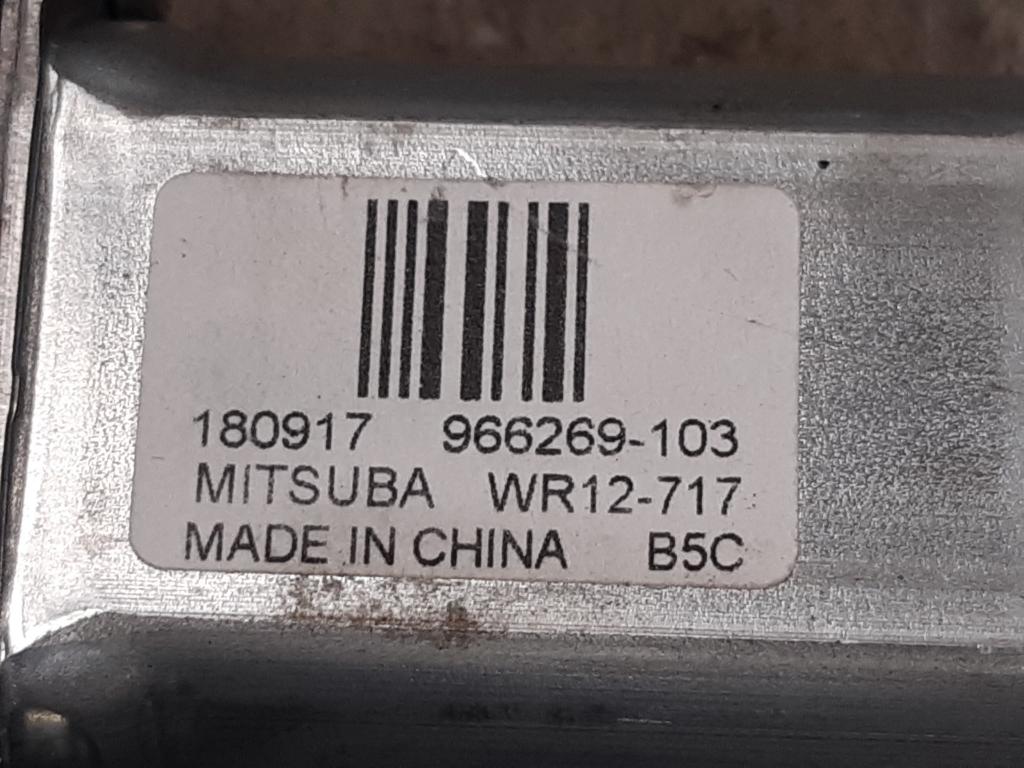 180917 966269-103
MITSUBA WR12-717
MADE IN CHINA B5C